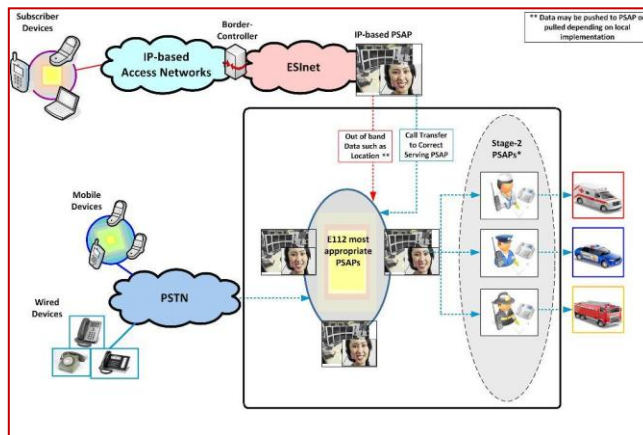 Subscriber
Devices
IP-based
Access Networks
Border-
Controller
ESInet
IP-based PSAP
** Data may be pushed to PSAP or
pulled depending on local
implementation
Out of band
Data such as
Location **
Call Transfer
to Correct
Serving PSAP
Stage-2
PSAPs*
Mobile
Devices
E112 most
appropriate
PSAPs
PSTN
Wired
Devices